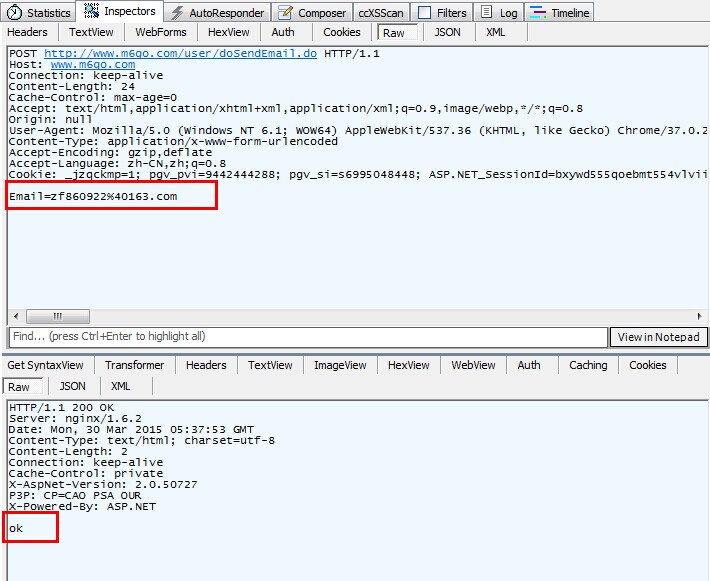 Statistics Inspectors AutoResponder Composer ccXSScan Filters Log Timeline
Headers TextView WebForms HexView Auth Cookies Raw JSON XML
POST http://www.m6go.com/user/doSendEmail.do HTTP/1.1
Host: www.m6go.com
Connection: keep-alive
Content-Length: 24
Cache-Control: max-age=0
Accept: text/html,application/xhtml+xml,application/xml;q=0.9,image/webp,*/*;q=0.8
Origin: null
User-Agent: Mozilla/5.0 (Windows NT 6.1; WOW64) AppleWebKit/537.36 (KHTML, like Gecko) Chrome/37.0.2
Content-Type: application/x-www-form-urlencoded
Accept-Encoding: gzip,deflate
Accept-Language: zh-CN,zh;q=0.8
Cookie: _jzqckmp=1; pgv_pvi=9442444288; pgv_si=s6995048448; ASP.NET_SessionId=bxywd555qoebmt554vlvii
Email=zf860922%40163.com
Find... (press Ctrl+Enter to highlight all) View in Notepad
Get SyntaxView Transformer Headers TextView ImageView HexView WebView Auth Caching Cookies
Raw JSON XML
HTTP/1.1 200 OK
Server: nginx/1.6.2
Date: Mon, 30 Mar 2015 05:37:53 GMT
Content-Type: text/html; charset=utf-8
Content-Length: 2
Connection: keep-alive
Cache-Control: private
X-AspNet-Version: 2.0.50727
P3P: CP=CAO PSA OUR
X-Powered-By: ASP.NET
ok